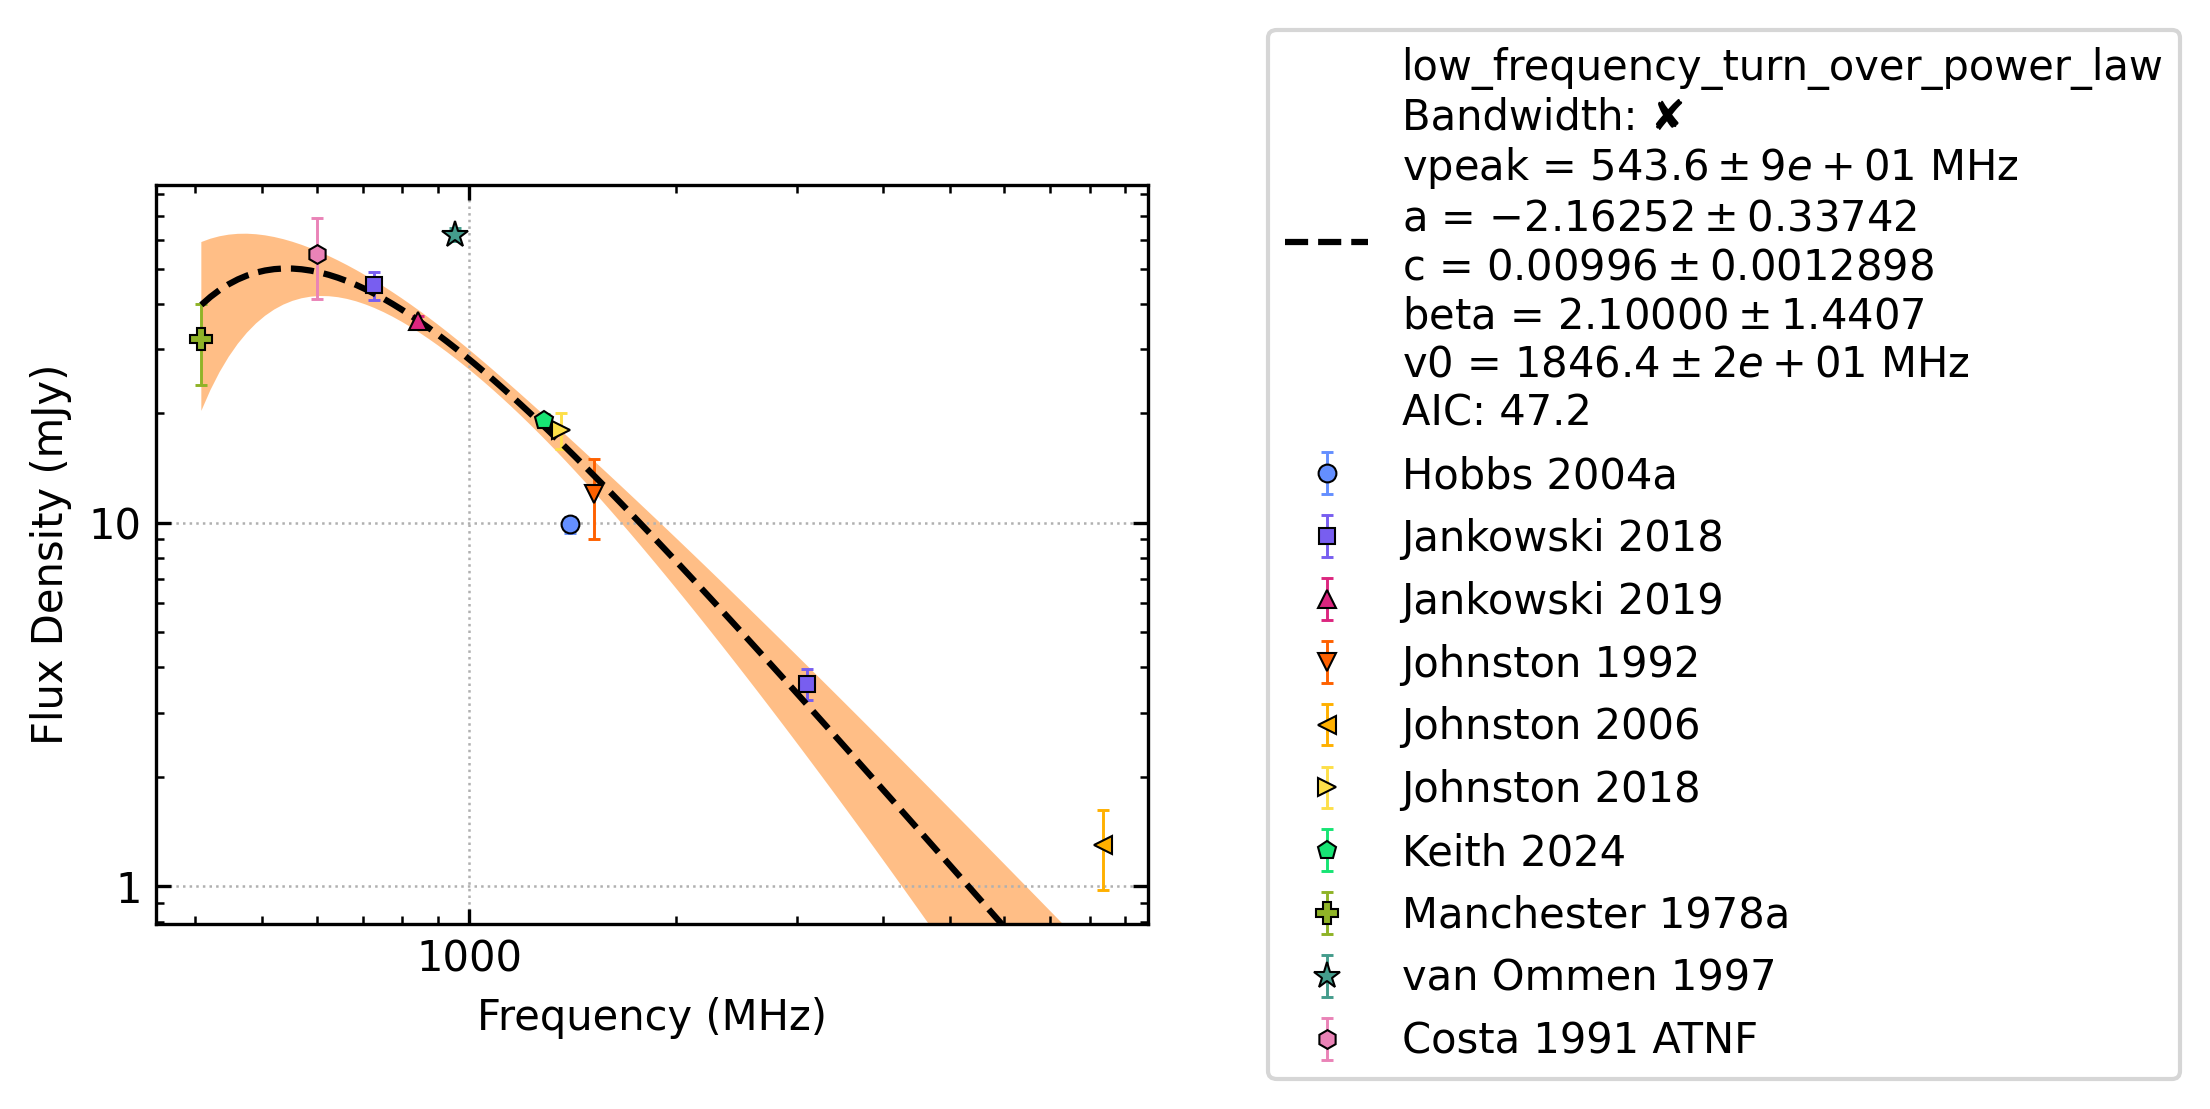 low_frequency_turn_over_power_law
Bandwidth: ✘
vpeak = 543.6 ± 9e + 01 MHz
a = −2.16252 ± 0.33742
c = 0.00996 ± 0.0012898
beta = 2.10000 ± 1.4407
v0 = 1846.4 ± 2e + 01 MHz
AIC: 47.2
Hobbs 2004a
Jankowski 2018
Jankowski 2019
Johnston 1992
Johnston 2006
Johnston 2018
Keith 2024
Manchester 1978a
van Ommen 1997
Costa 1991 ATNF
Flux Density (mJy)
10
1
1000
Frequency (MHz)